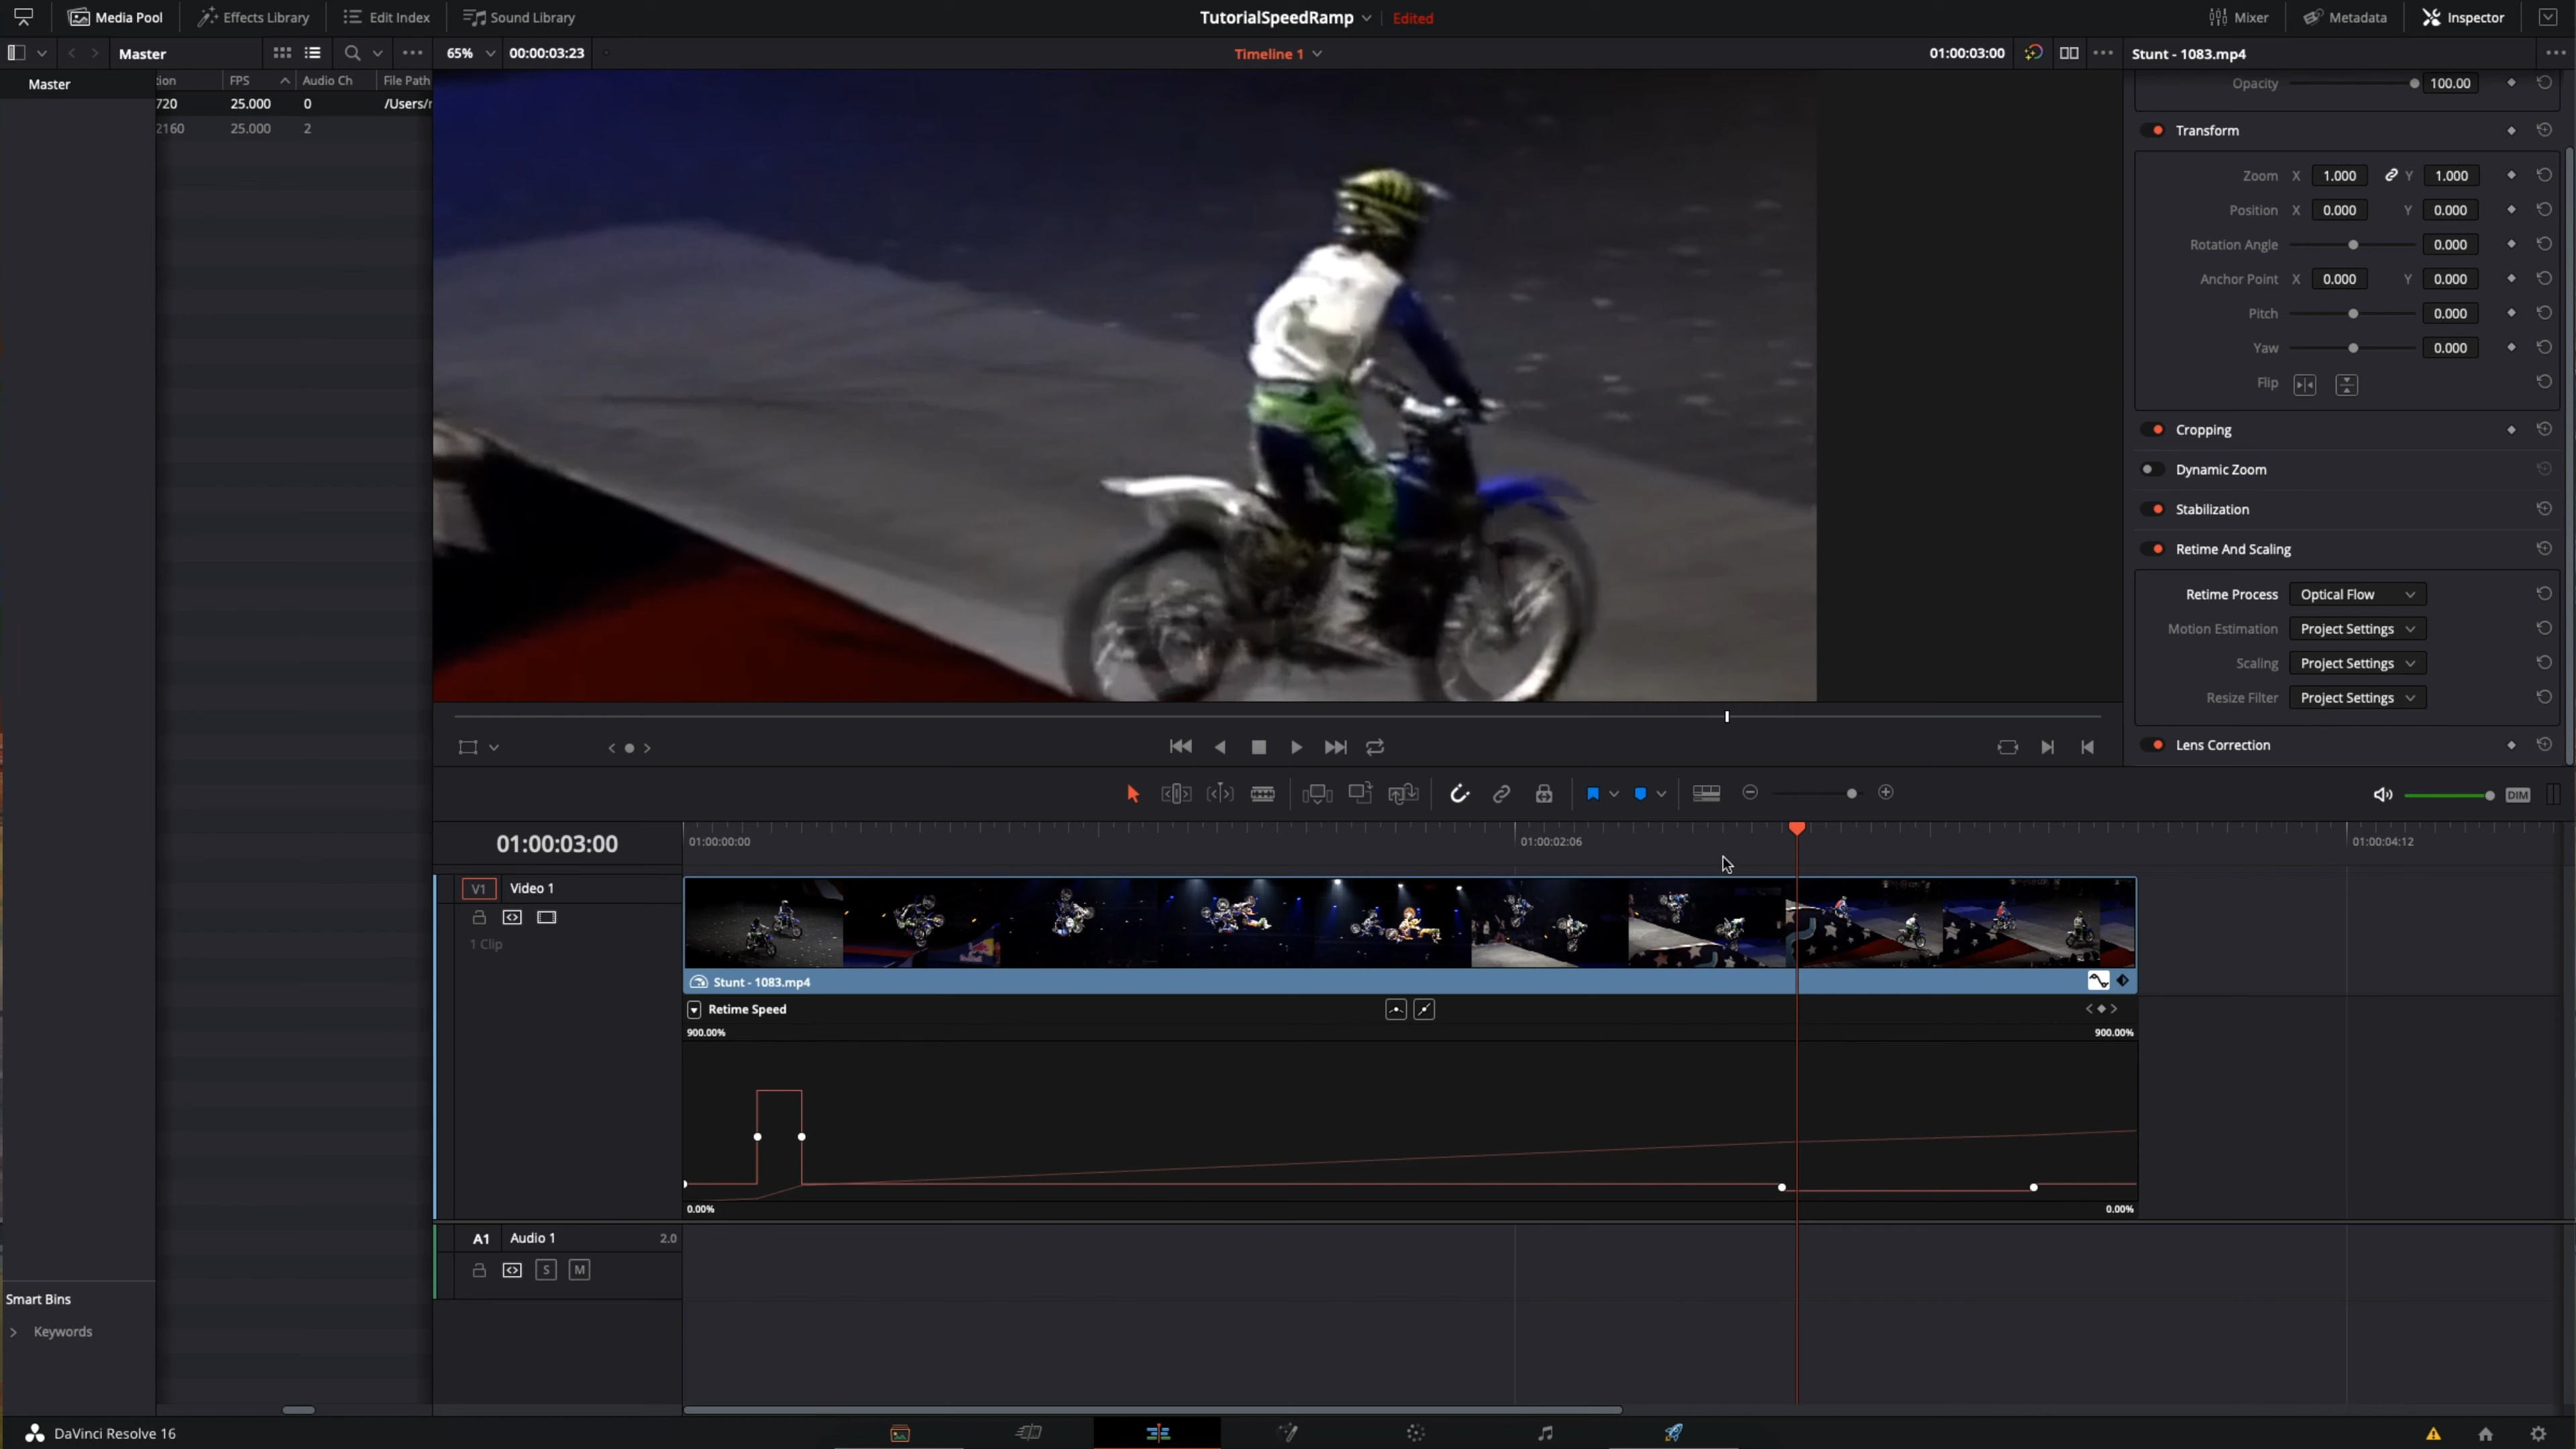 Media Pool Effects Library Edit Index Sound Library TutorialSpeedRamp Edited Mixer Metadata Inspector
Master 65% 00:00:03:23 Timeline 1 01:00:03:00 Stunt - 1083.mp4
Master
tion FPS Audio Ch File Path
720 25.000 0 /Users/r
2160 25.000 2
Opacity 100.00
Transform
Zoom X 1.000 Y 1.000
Position X 0.000 Y 0.000
Rotation Angle 0.000
Anchor Point X 0.000 Y 0.000
Pitch 0.000
Yaw 0.000
Flip
Cropping
Dynamic Zoom
Stabilization
Retime And Scaling
Retime Process Optical Flow
Motion Estimation Project Settings
Scaling Project Settings
Resize Filter Project Settings
Lens Correction
DIM
01:00:03:00 01:00:00:00 01:00:02:06 01:00:04:12
V1 Video 1
1 Clip
Stunt - 1083.mp4
Retime Speed
900.00% 900.00%
0.00% 0.00%
A1 Audio 1 2.0
S M
Smart Bins
Keywords
DaVinci Resolve 16